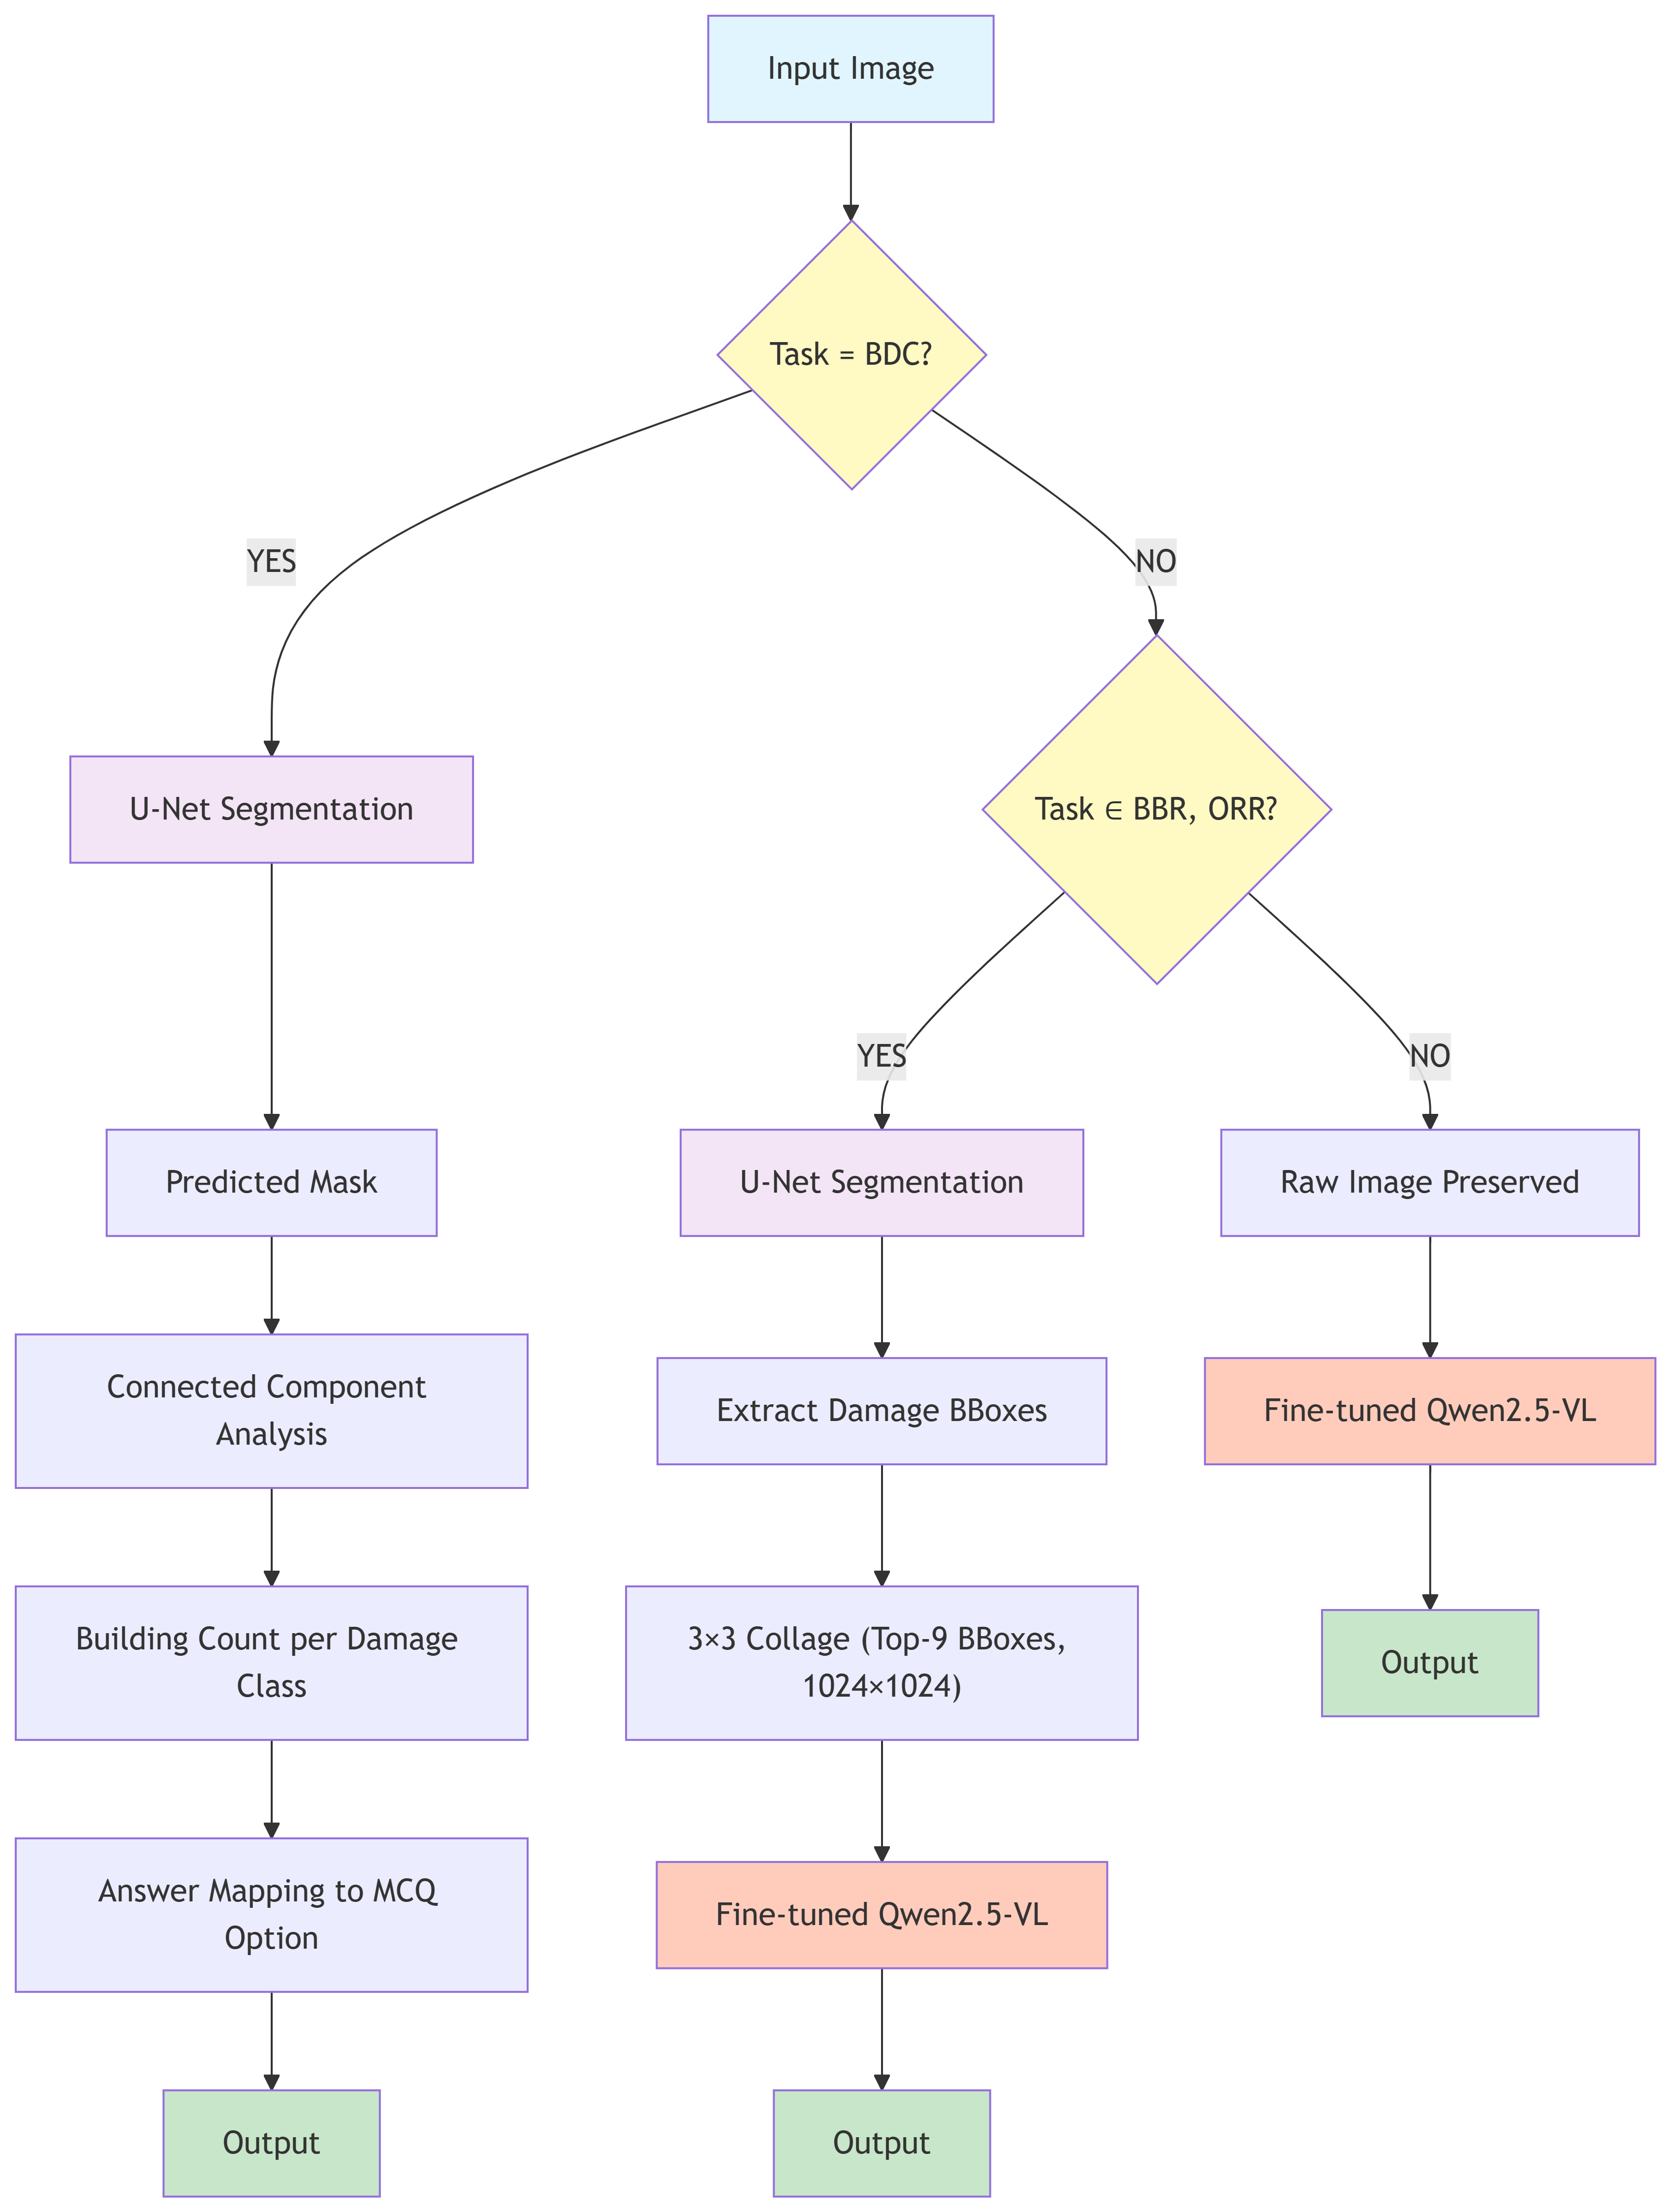 Input Image
Task = BDC?
YES
NO
U-Net Segmentation
Task ∈ BBR, ORR?
YES
NO
Predicted Mask
U-Net Segmentation
Raw Image Preserved
Connected Component
Analysis
Extract Damage BBoxes
Fine-tuned Qwen2.5-VL
Building Count per Damage
Class
3×3 Collage (Top-9 BBoxes,
1024×1024)
Output
Answer Mapping to MCQ
Option
Fine-tuned Qwen2.5-VL
Output
Output